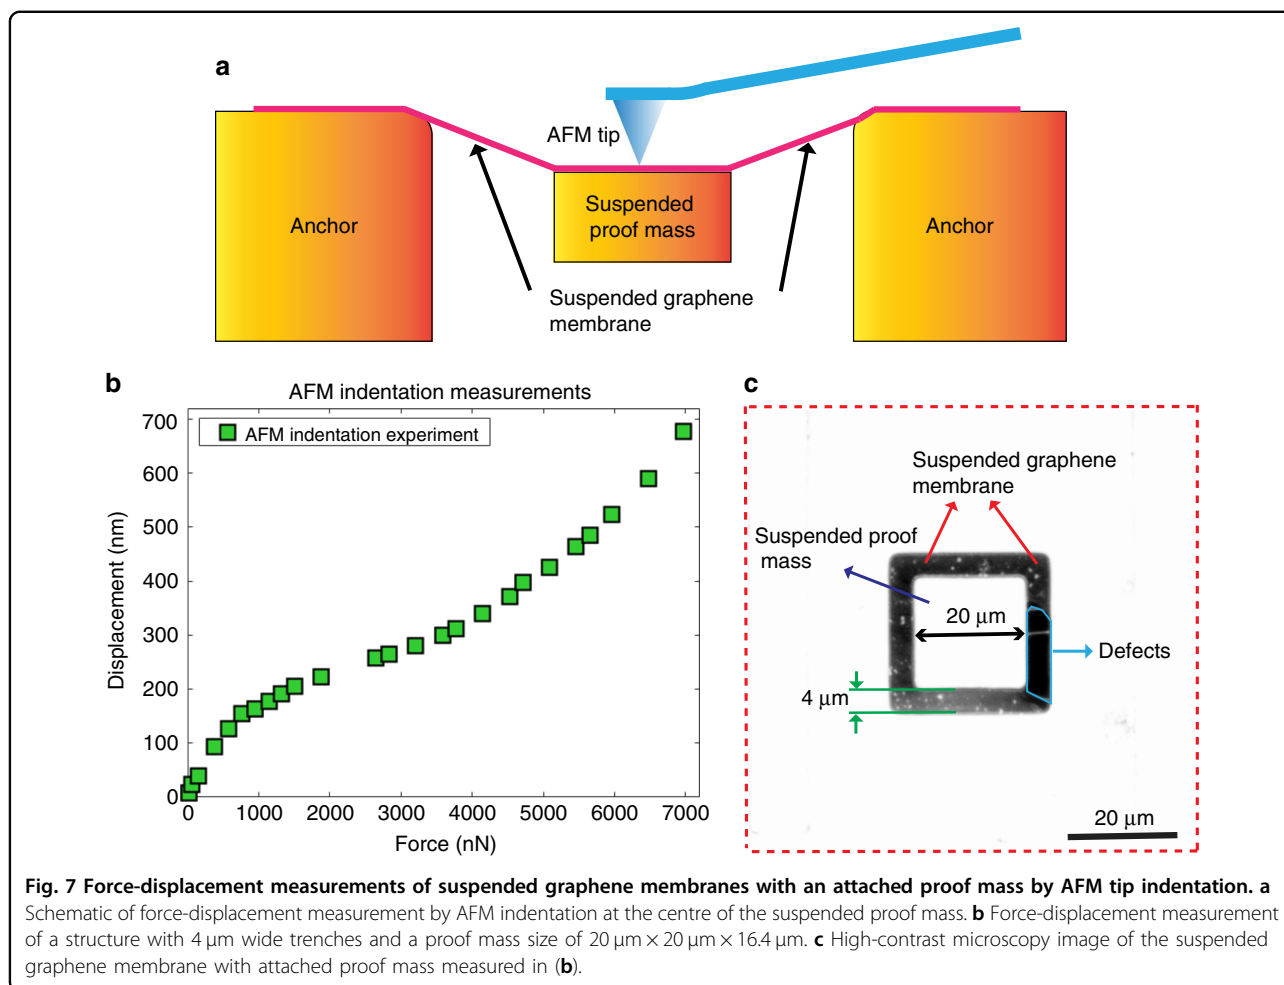 a
AFM tip
Anchor
Suspended
proof mass
Anchor
Suspended graphene
membrane
b
AFM indentation measurements
AFM indentation experiment
Displacement (nm)
700
600
500
400
300
200
100
0
0 1000 2000 3000 4000 5000 6000 7000
Force (nN)
c
Suspended graphene
membrane
Suspended proof
mass
20 μm
Defects
4 μm
20 μm
Fig. 7 Force-displacement measurements of suspended graphene membranes with an attached proof mass by AFM tip indentation. a
Schematic of force-displacement measurement by AFM indentation at the centre of the suspended proof mass. b Force-displacement measurement
of a structure with 4 μm wide trenches and a proof mass size of 20 μm × 20 μm × 16.4 μm. c High-contrast microscopy image of the suspended
graphene membrane with attached proof mass measured in (b).